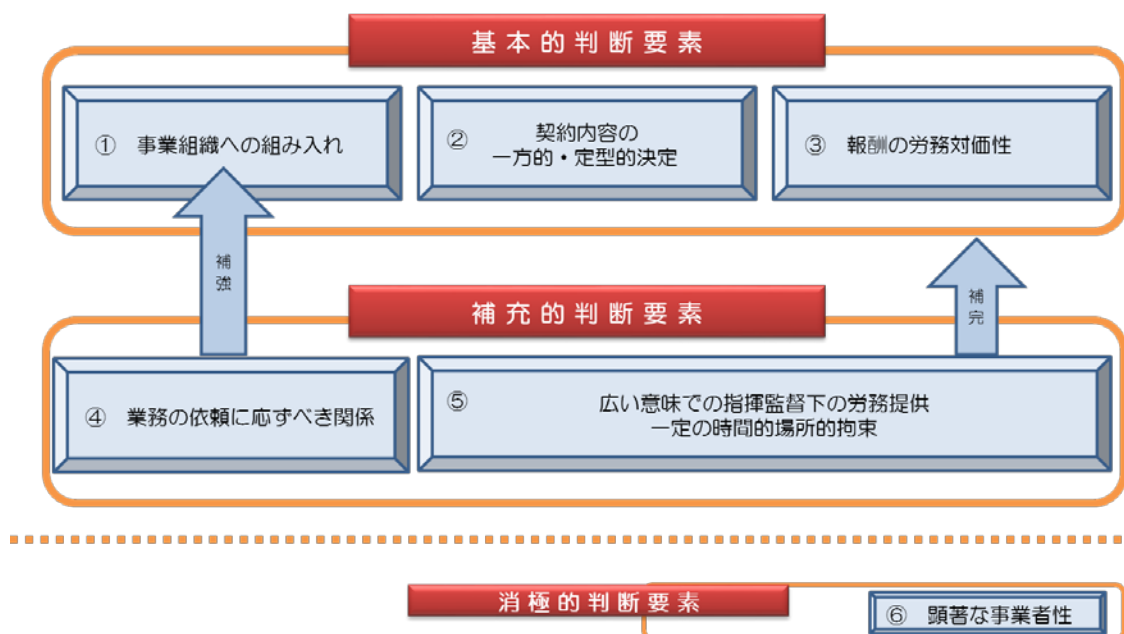 基本的判断要素
① 事業組織への組み入れ
② 契約内容の
一方的・定型的決定
③ 報酬の労務対価性
補強
補完
補充的判断要素
④ 業務の依頼に応ずべき関係
⑤ 広い意味での指揮監督下の労務提供
一定の時間的場所的拘束
消極的判断要素
⑥ 顕著な事業者性